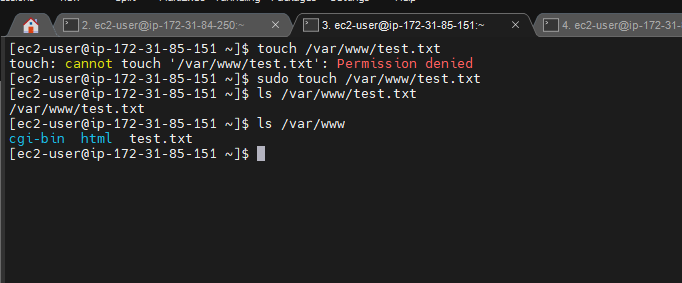 2. ec2-user@ip-172-31-84-250:~
3. ec2-user@ip-172-31-85-151:~
4. ec2-user@ip-172-31-
[ec2-user@ip-172-31-85-151 ~]$ touch /var/www/test.txt
touch: cannot touch '/var/www/test.txt': Permission denied
[ec2-user@ip-172-31-85-151 ~]$ sudo touch /var/www/test.txt
[ec2-user@ip-172-31-85-151 ~]$ ls /var/www/test.txt
/var/www/test.txt
[ec2-user@ip-172-31-85-151 ~]$ ls /var/www
cgi-bin  html  test.txt
[ec2-user@ip-172-31-85-151 ~]$